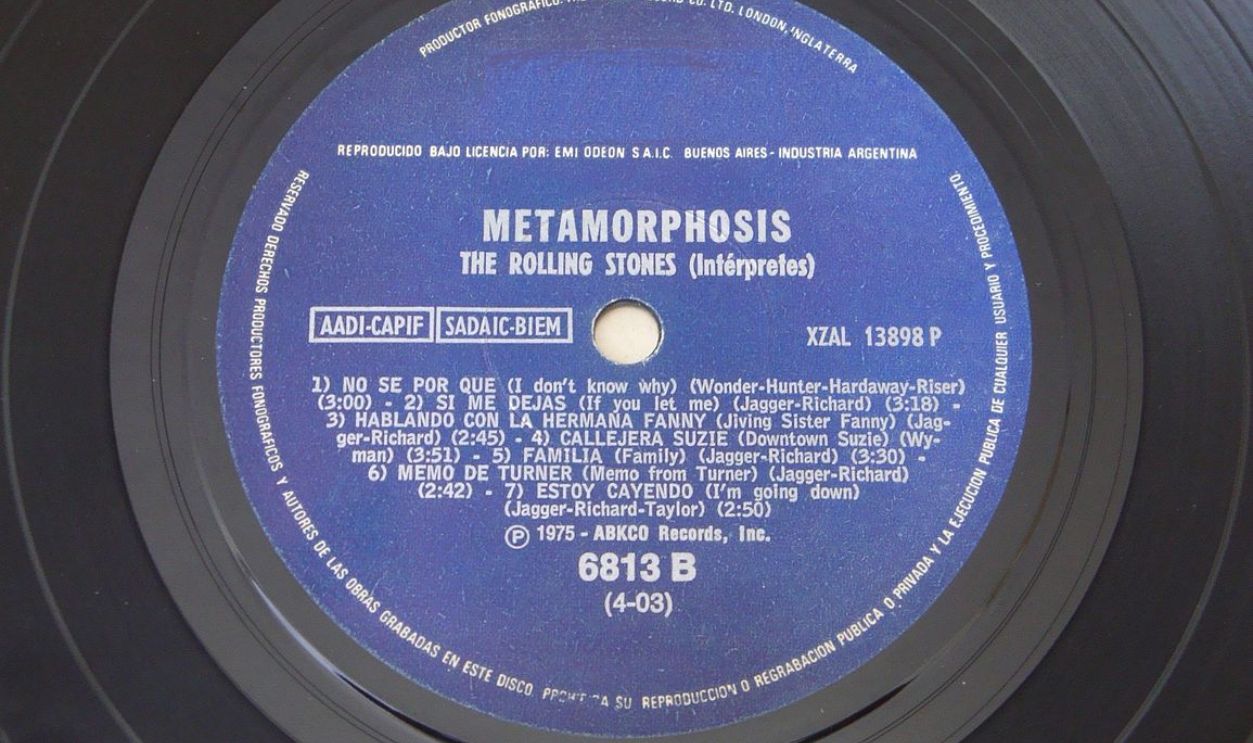 PRODUCTOR FONOGRAFICO: RECORD CO. LTD. LONDON, INGLATERRA
REPRODUCIDO BAJO LICENCIA POR: EMI ODEON S.A.I.C. BUENOS AIRES - INDUSTRIA ARGENTINA
METAMORPHOSIS
THE ROLLING STONES (Intérpretes)
AADI-CAPIF SADAIC-BIEM
XZAL 13898 P
1) NO SE POR QUE (I don't know why) (Wonder-Hunter-Hardaway-Riser)
(3:00) - 2) SI ME DEJAS (If you let me) (Jagger-Richard) (3:18) -
3) HABLANDO CON LA HERMANA FANNY (Jiving Sister Fanny) (Jag-
ger-Richard) (2:45) - 4) CALLEJERA SUZIE (Downtown Suzie) (Wy-
man) (3:51) - 5) FAMILIA (Family) (Jagger-Richard) (3:30) -
6) MEMO DE TURNER (Memo from Turner) (Jagger-Richard)
(2:42) - 7) ESTOY CAYENDO (I'm going down)
(Jagger-Richard-Taylor) (2:50)
Ⓟ 1975 - ABKCO Records, Inc.
6813 B
(4-03)
RESERVADO DERECHOS PRODUCTORES FONOGRAFICOS Y AUTORES DE LAS OBRAS GRABADAS EN ESTE DISCO SU REPRODUCCION O REGRABACION PUBLICA O PRIVADA Y LA EJECUCION PUBLICA DE CUALQUIER USUARIO Y PROCEDIMIENTO.